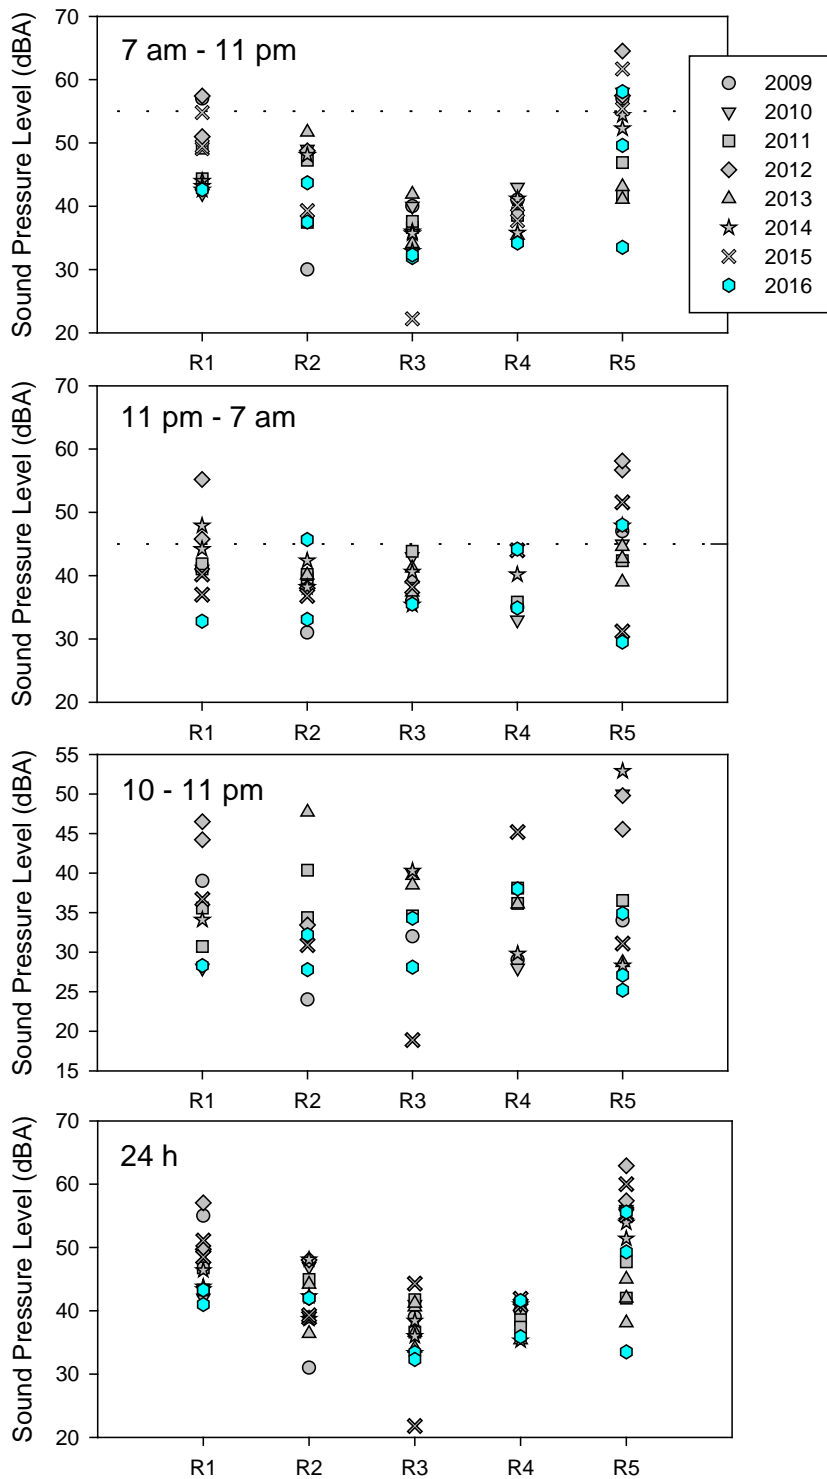 70
7 am - 11 pm
60
50
40
30
20
Sound Pressure Level (dBA)
R1 R2 R3 R4 R5
2009
2010
2011
2012
2013
2014
2015
2016
70
11 pm - 7 am
60
50
40
30
20
Sound Pressure Level (dBA)
R1 R2 R3 R4 R5
55
10 - 11 pm
50
45
40
35
30
25
20
15
Sound Pressure Level (dBA)
R1 R2 R3 R4 R5
70
24 h
60
50
40
30
20
Sound Pressure Level (dBA)
R1 R2 R3 R4 R5